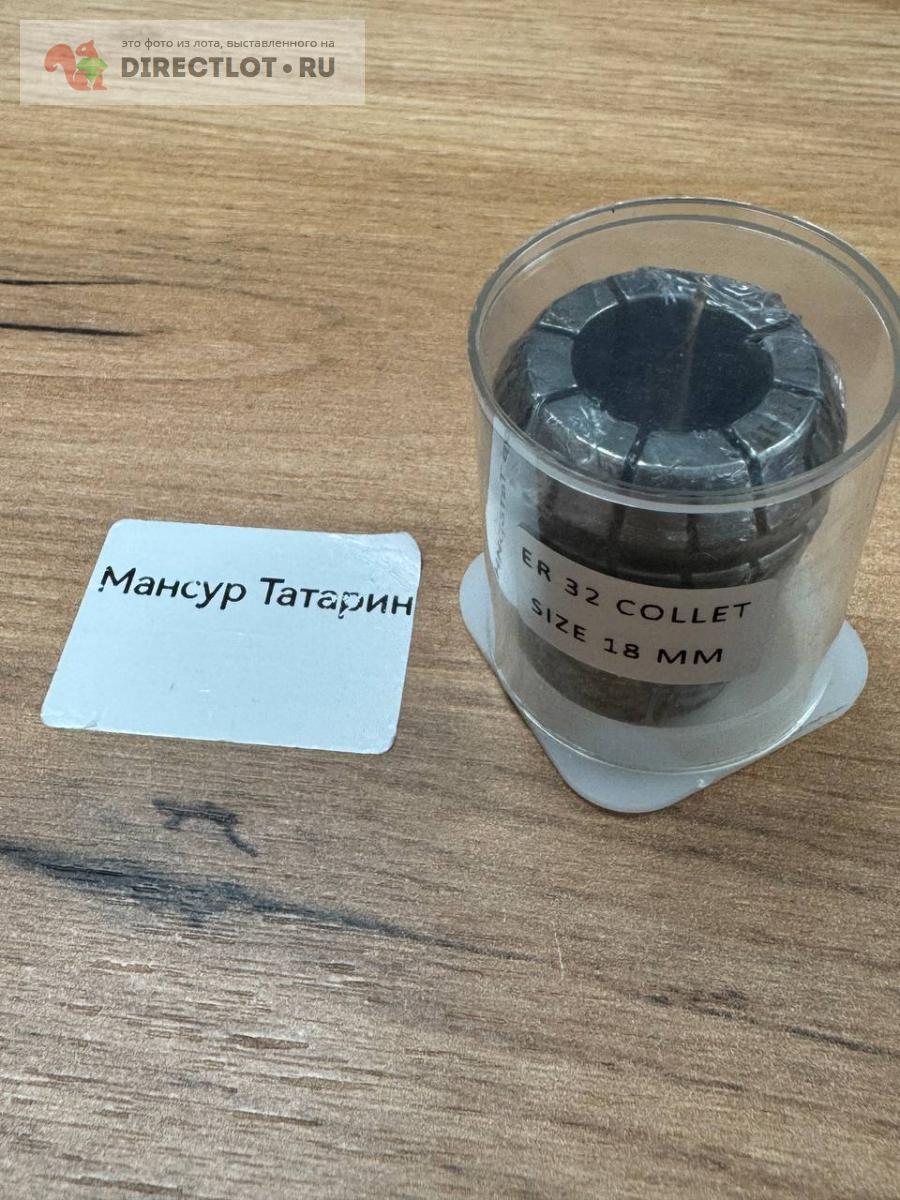 это фото из лота, выставленного на
DIRECTLOT•RU
Мансур Татарин
ER 32 COLLET
SIZE 18 MM